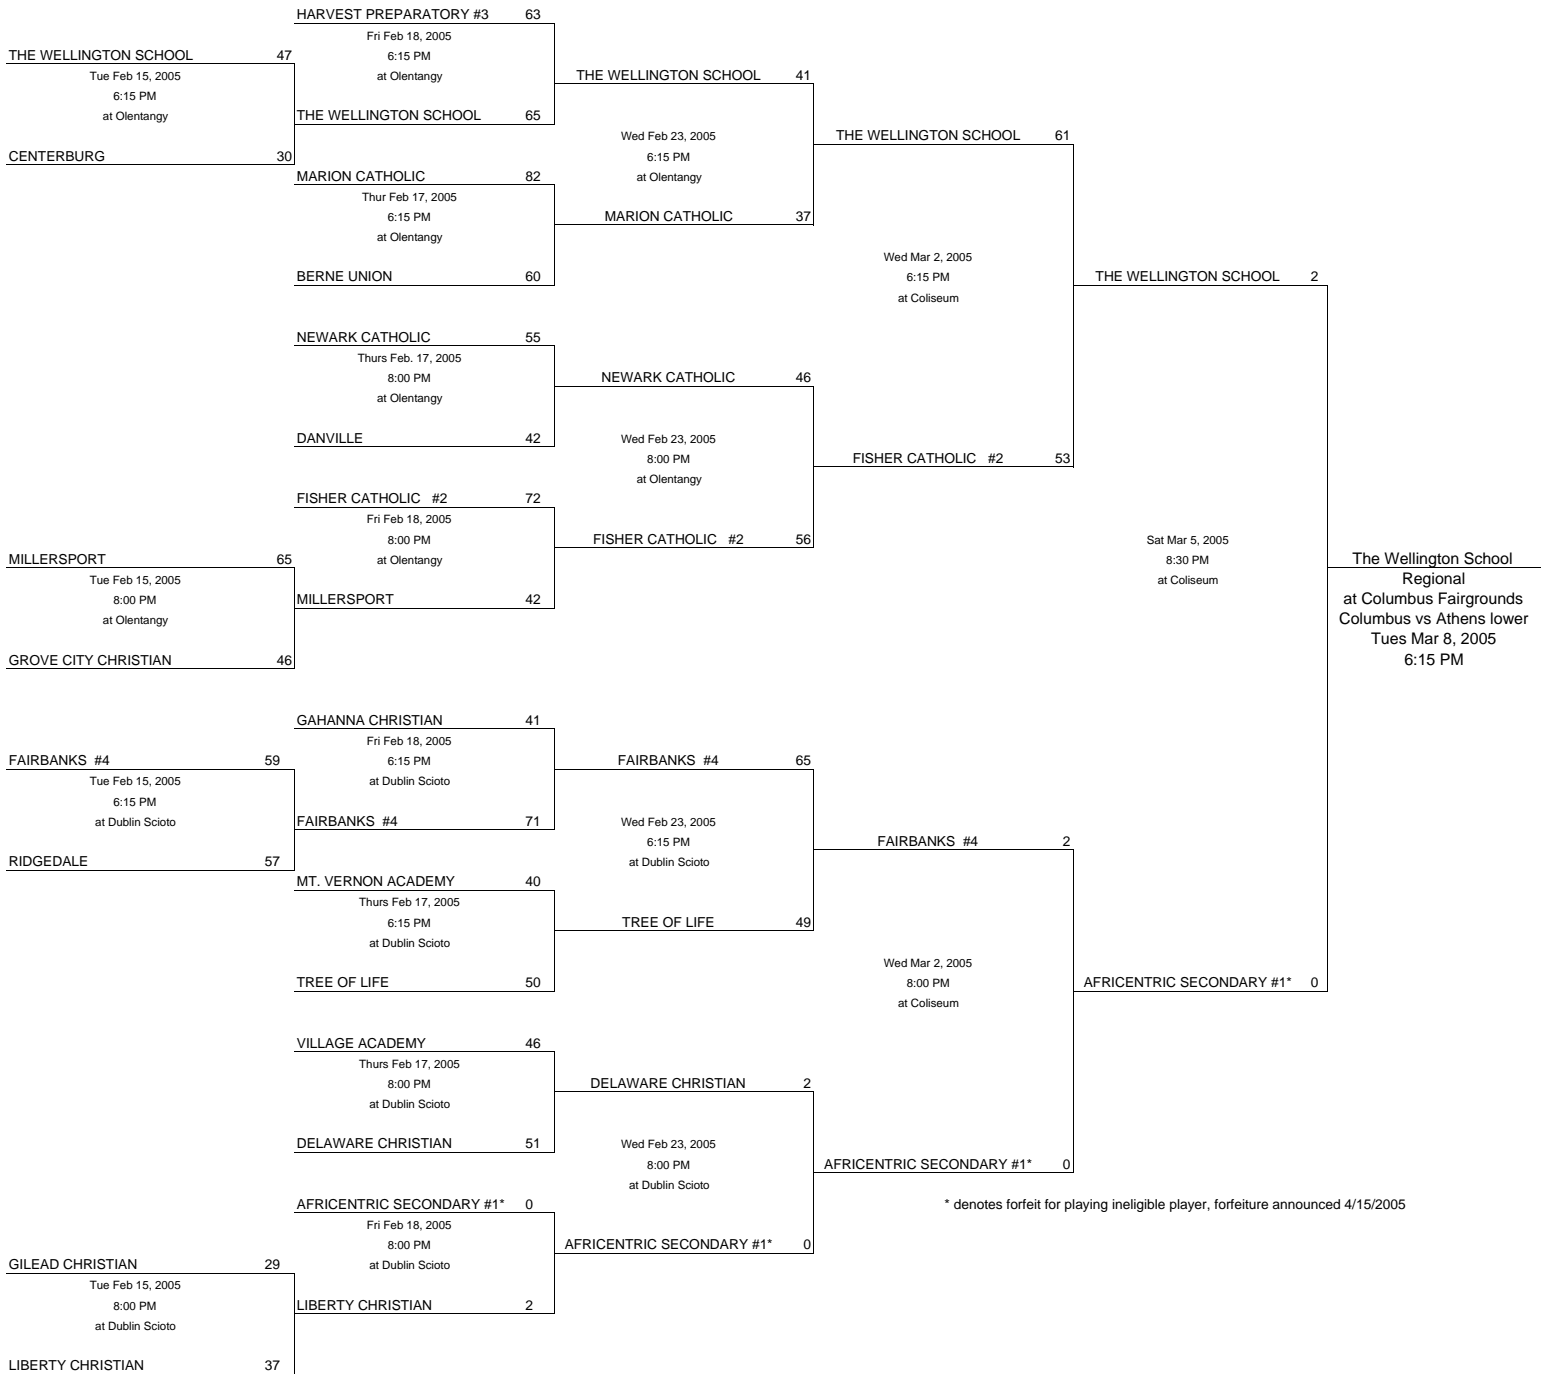 HARVEST PREPARATORY #3 63
Fri Feb 18, 2005
6:15 PM
at Olentangy
THE WELLINGTON SCHOOL 65
THE WELLINGTON SCHOOL 47
Tue Feb 15, 2005
6:15 PM
at Olentangy
CENTERBURG 30
MARION CATHOLIC 82
Thur Feb 17, 2005
6:15 PM
at Olentangy
BERNE UNION 60
THE WELLINGTON SCHOOL 41
Wed Feb 23, 2005
6:15 PM
at Olentangy
MARION CATHOLIC 37
THE WELLINGTON SCHOOL 61
Wed Mar 2, 2005
6:15 PM
at Coliseum
FISHER CATHOLIC #2 53
NEWARK CATHOLIC 55
Thurs Feb. 17, 2005
8:00 PM
at Olentangy
DANVILLE 42
NEWARK CATHOLIC 46
Wed Feb 23, 2005
8:00 PM
at Olentangy
FISHER CATHOLIC #2 56
FISHER CATHOLIC #2 72
Fri Feb 18, 2005
8:00 PM
at Olentangy
MILLERSPORT 42
MILLERSPORT 65
Tue Feb 15, 2005
8:00 PM
at Olentangy
GROVE CITY CHRISTIAN 46
THE WELLINGTON SCHOOL 2
Sat Mar 5, 2005
8:30 PM
at Coliseum
AFRICENTRIC SECONDARY #1* 0
The Wellington School
Regional
at Columbus Fairgrounds
Columbus vs Athens lower
Tues Mar 8, 2005
6:15 PM
GAHANNA CHRISTIAN 41
Fri Feb 18, 2005
6:15 PM
at Dublin Scioto
FAIRBANKS #4 71
FAIRBANKS #4 59
Tue Feb 15, 2005
6:15 PM
at Dublin Scioto
RIDGEDALE 57
FAIRBANKS #4 65
Wed Feb 23, 2005
6:15 PM
at Dublin Scioto
TREE OF LIFE 49
MT. VERNON ACADEMY 40
Thurs Feb 17, 2005
6:15 PM
at Dublin Scioto
TREE OF LIFE 50
FAIRBANKS #4 2
Wed Mar 2, 2005
8:00 PM
at Coliseum
AFRICENTRIC SECONDARY #1* 0
VILLAGE ACADEMY 46
Thurs Feb 17, 2005
8:00 PM
at Dublin Scioto
DELAWARE CHRISTIAN 51
DELAWARE CHRISTIAN 2
Wed Feb 23, 2005
8:00 PM
at Dublin Scioto
AFRICENTRIC SECONDARY #1* 0
AFRICENTRIC SECONDARY #1* 0
Fri Feb 18, 2005
8:00 PM
at Dublin Scioto
LIBERTY CHRISTIAN 2
GILEAD CHRISTIAN 29
Tue Feb 15, 2005
8:00 PM
at Dublin Scioto
LIBERTY CHRISTIAN 37
* denotes forfeit for playing ineligible player, forfeiture announced 4/15/2005